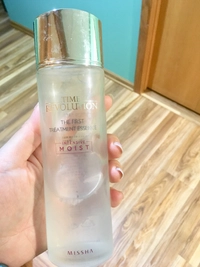 TIME
REVOLUTION
THE FIRST
TREATMENT ESSENCE
MOIST
MISSHA